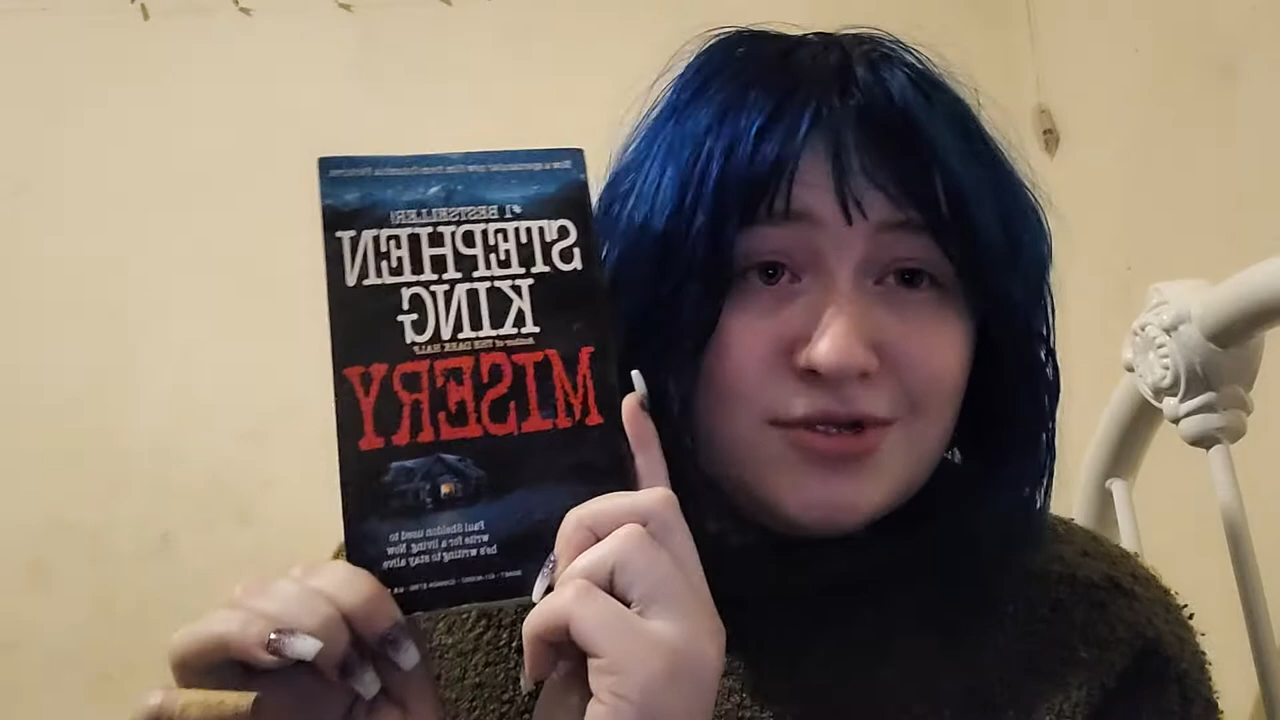 #1 BESTSELLER!
STEPHEN
KING
Author of THE DARK HALF
MISERY
Paul Sheldon used to
write for a living. Now,
he's writing to stay alive